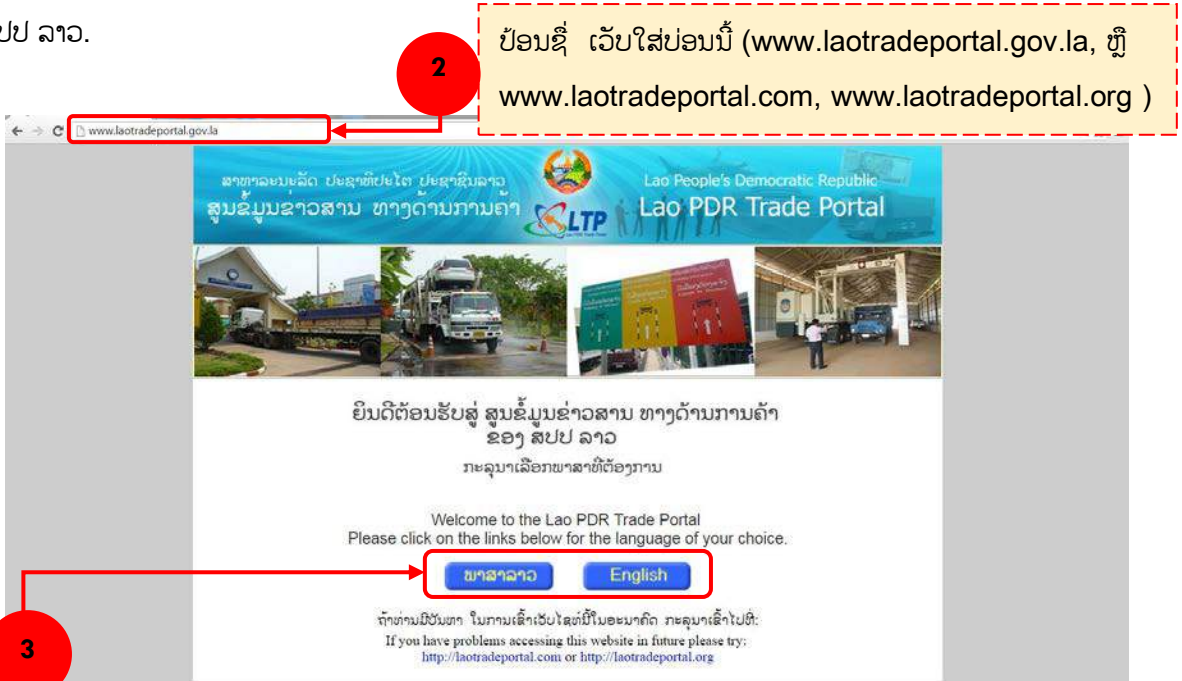 ປປ ລາວ.
2
ປ້ອນຊື່ ເວັບໃສ່ບ່ອນນີ້ (www.laotradeportal.gov.la, ຫຼື
www.laotradeportal.com, www.laotradeportal.org )
www.laotradeportal.gov.la
ສາທາລະນະລັດ ປະຊາທິປະໄຕ ປະຊາຊົນລາວ
ສູນຂໍ້ມູນຂ່າວສານ ທາງດ້ານການຄ້າ
LTP
Lao People's Democratic Republic
Lao PDR Trade Portal
ຍິນດີຕ້ອນຮັບສູ່ ສູນຂໍ້ມູນຂ່າວສານ ທາງດ້ານການຄ້າ
ຂອງ ສປປ ລາວ
ກະລຸນາເລືອກພາສາທີ່ຕ້ອງການ
Welcome to the Lao PDR Trade Portal
Please click on the links below for the language of your choice.
ພາສາລາວ English
ຖ້າທ່ານມີບັນຫາ ໃນການເຂົ້າເວັບໄຊທ໌ນີ້ໃນອະນາຄົດ ກະລຸນາເຂົ້າໄປທີ່:
If you have problems accessing this website in future please try:
http://laotradeportal.com or http://laotradeportal.org
3